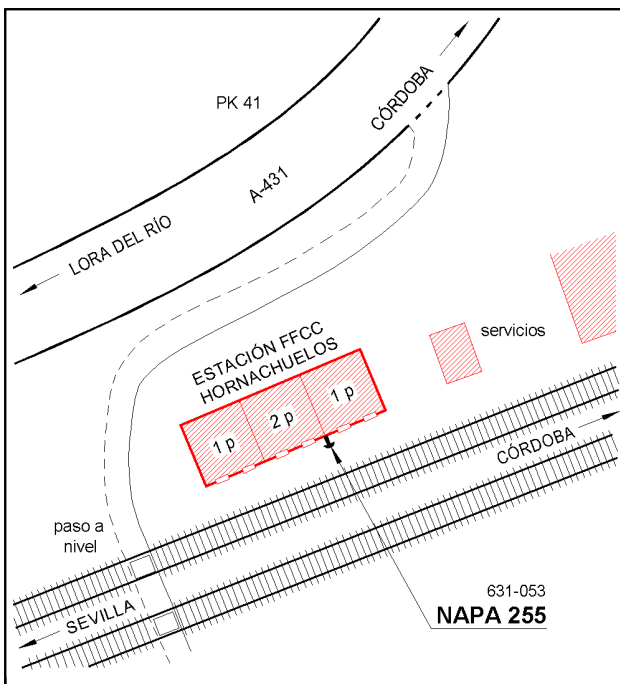 CÓRDOBA
PK 41
A-431
LORA DEL RÍO
servicios
ESTACIÓN FFCC
HORNACHUELOS
1 p
2 p
1 p
CÓRDOBA
paso a
nivel
SEVILLA
631-053
NAPA 255